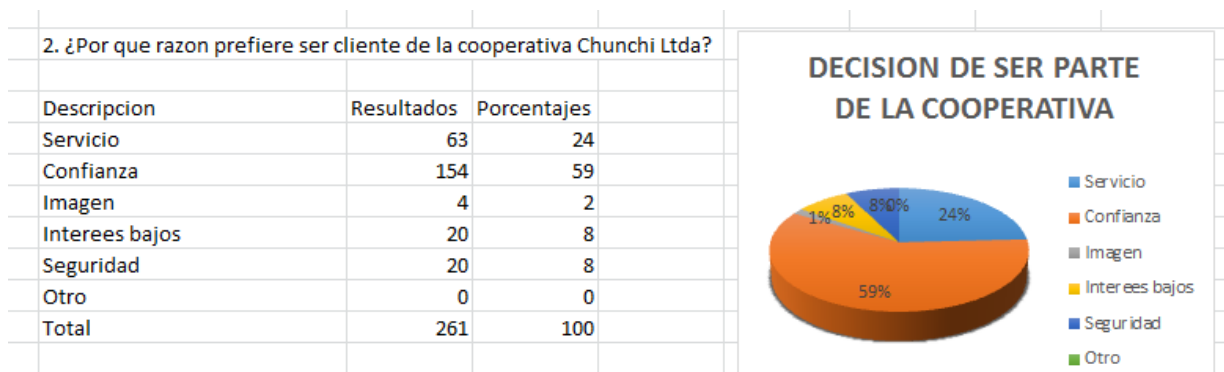 2. ¿Por que razon prefiere ser cliente de la cooperativa Chunchi Ltda?
Descripcion Resultados Porcentajes
Servicio 63 24
Confianza 154 59
Imagen 4 2
Interees bajos 20 8
Seguridad 20 8
Otro 0 0
Total 261 100
DECISION DE SER PARTE
DE LA COOPERATIVA
24%
59%
1%
8%
8%
0%
Servicio
Confianza
Imagen
Interees bajos
Seguridad
Otro